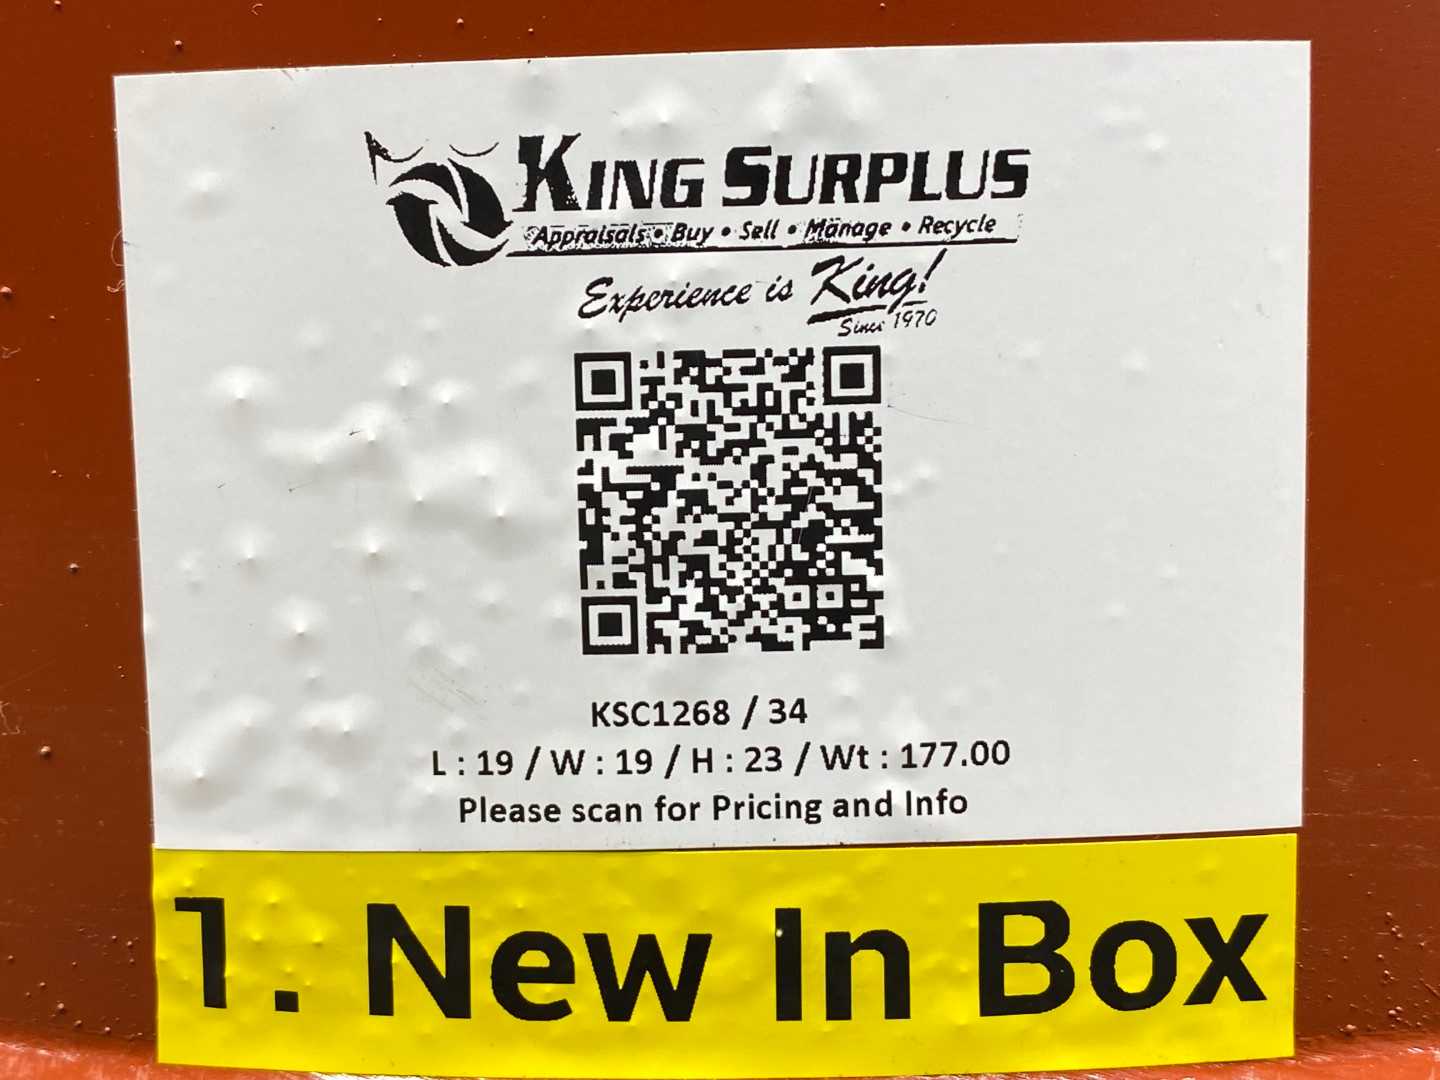 KING SURPLUS
Appraisals • Buy • Sell • Manage • Recycle
Experience is King!
Since 1970
KSC1268 / 34
L : 19 / W : 19 / H : 23 / Wt : 177.00
Please scan for Pricing and Info
1. New In Box